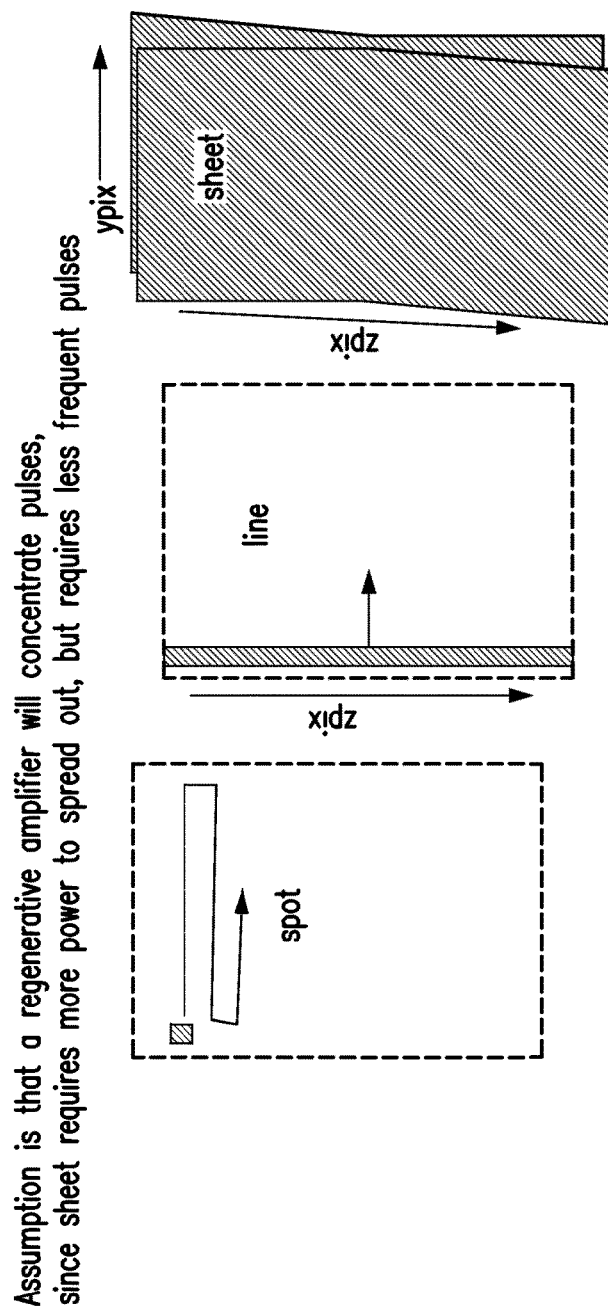 Assumption is that a regenerative amplifier will concentrate pulses,
since sheet requires more power to spread out, but requires less frequent pulses
spot
zpix
line
zpix
ypix
sheet